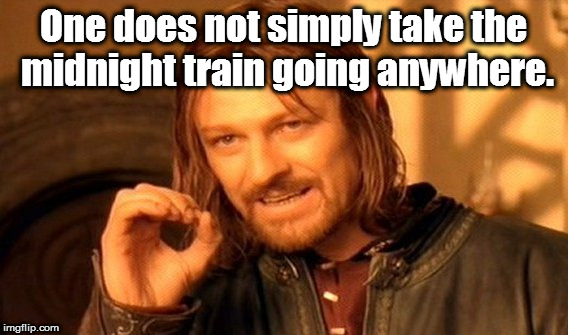 One does not simply take the
midnight train going anywhere.
imgflip.com